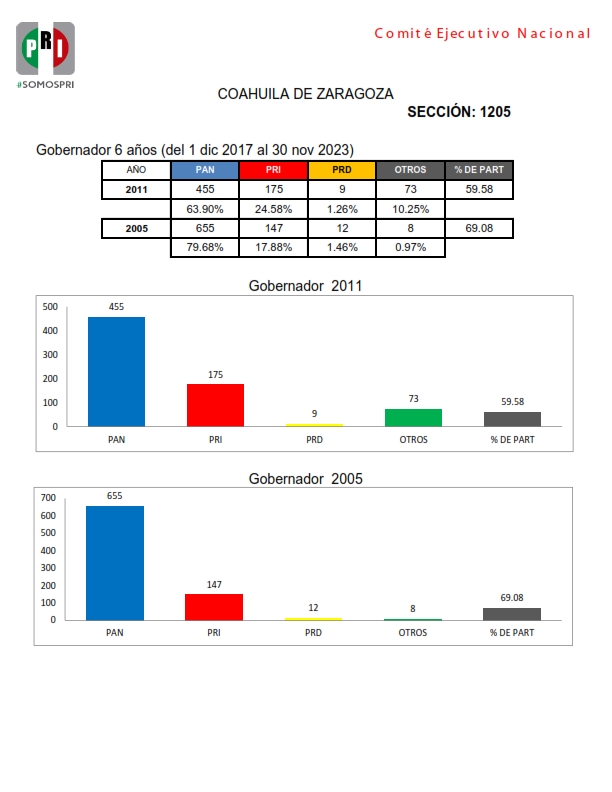 PRI
#SOMOSPRI
Comité Ejecutivo Nacional
COAHUILA DE ZARAGOZA
SECCIÓN: 1205
Gobernador 6 años (del 1 dic 2017 al 30 nov 2023)
AÑO PAN PRI PRD OTROS % DE PART
2011 455 175 9 73 59.58
63.90% 24.58% 1.26% 10.25%
2005 655 147 12 8 69.08
79.68% 17.88% 1.46% 0.97%
Gobernador 2011
500
400
300
200
100
0
455
175
9
73
59.58
PAN PRI PRD OTROS % DE PART
Gobernador 2005
700
600
500
400
300
200
100
0
655
147
12
8
69.08
PAN PRI PRD OTROS % DE PART